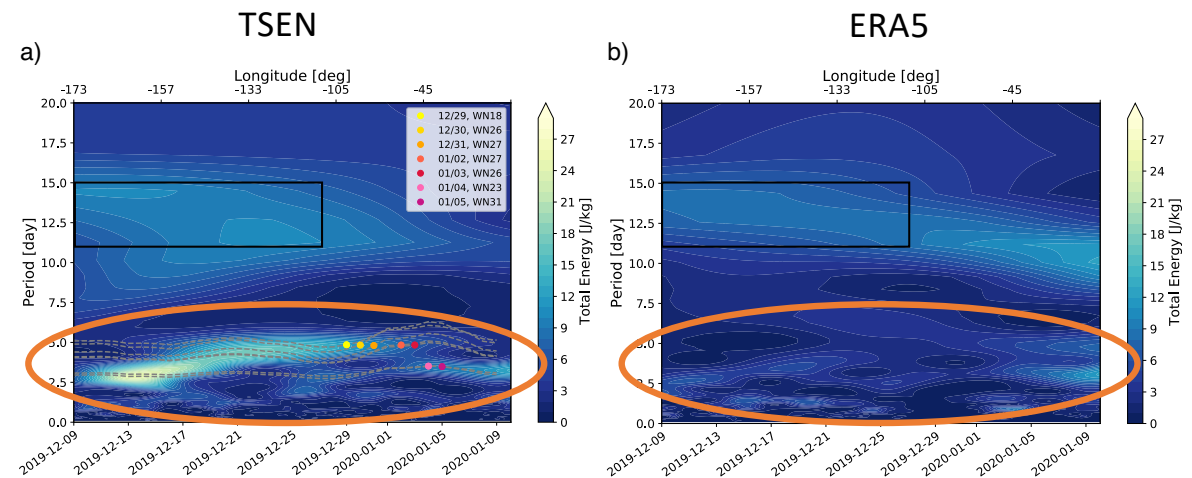 TSEN
ERA5
a)
Longitude [deg]
-173 -157 -133 -105 -45
20.0
17.5
15.0
12.5
10.0
7.5
5.0
2.5
0.0
Period [day]
12/29, WN18
12/30, WN26
12/31, WN27
01/02, WN27
01/03, WN26
01/04, WN23
01/05, WN31
2019-12-09
2019-12-13
2019-12-17
2019-12-21
2019-12-25
2019-12-29
2020-01-01
2020-01-05
2020-01-09
27
24
21
18
15
12
9
6
3
0
Total Energy [J/kg]
b)
Longitude [deg]
-173 -157 -133 -105 -45
20.0
17.5
15.0
12.5
10.0
7.5
5.0
2.5
0.0
Period [day]
2019-12-09
2019-12-13
2019-12-17
2019-12-21
2019-12-25
2019-12-29
2020-01-01
2020-01-05
2020-01-09
27
24
21
18
15
12
9
6
3
0
Total Energy [J/kg]